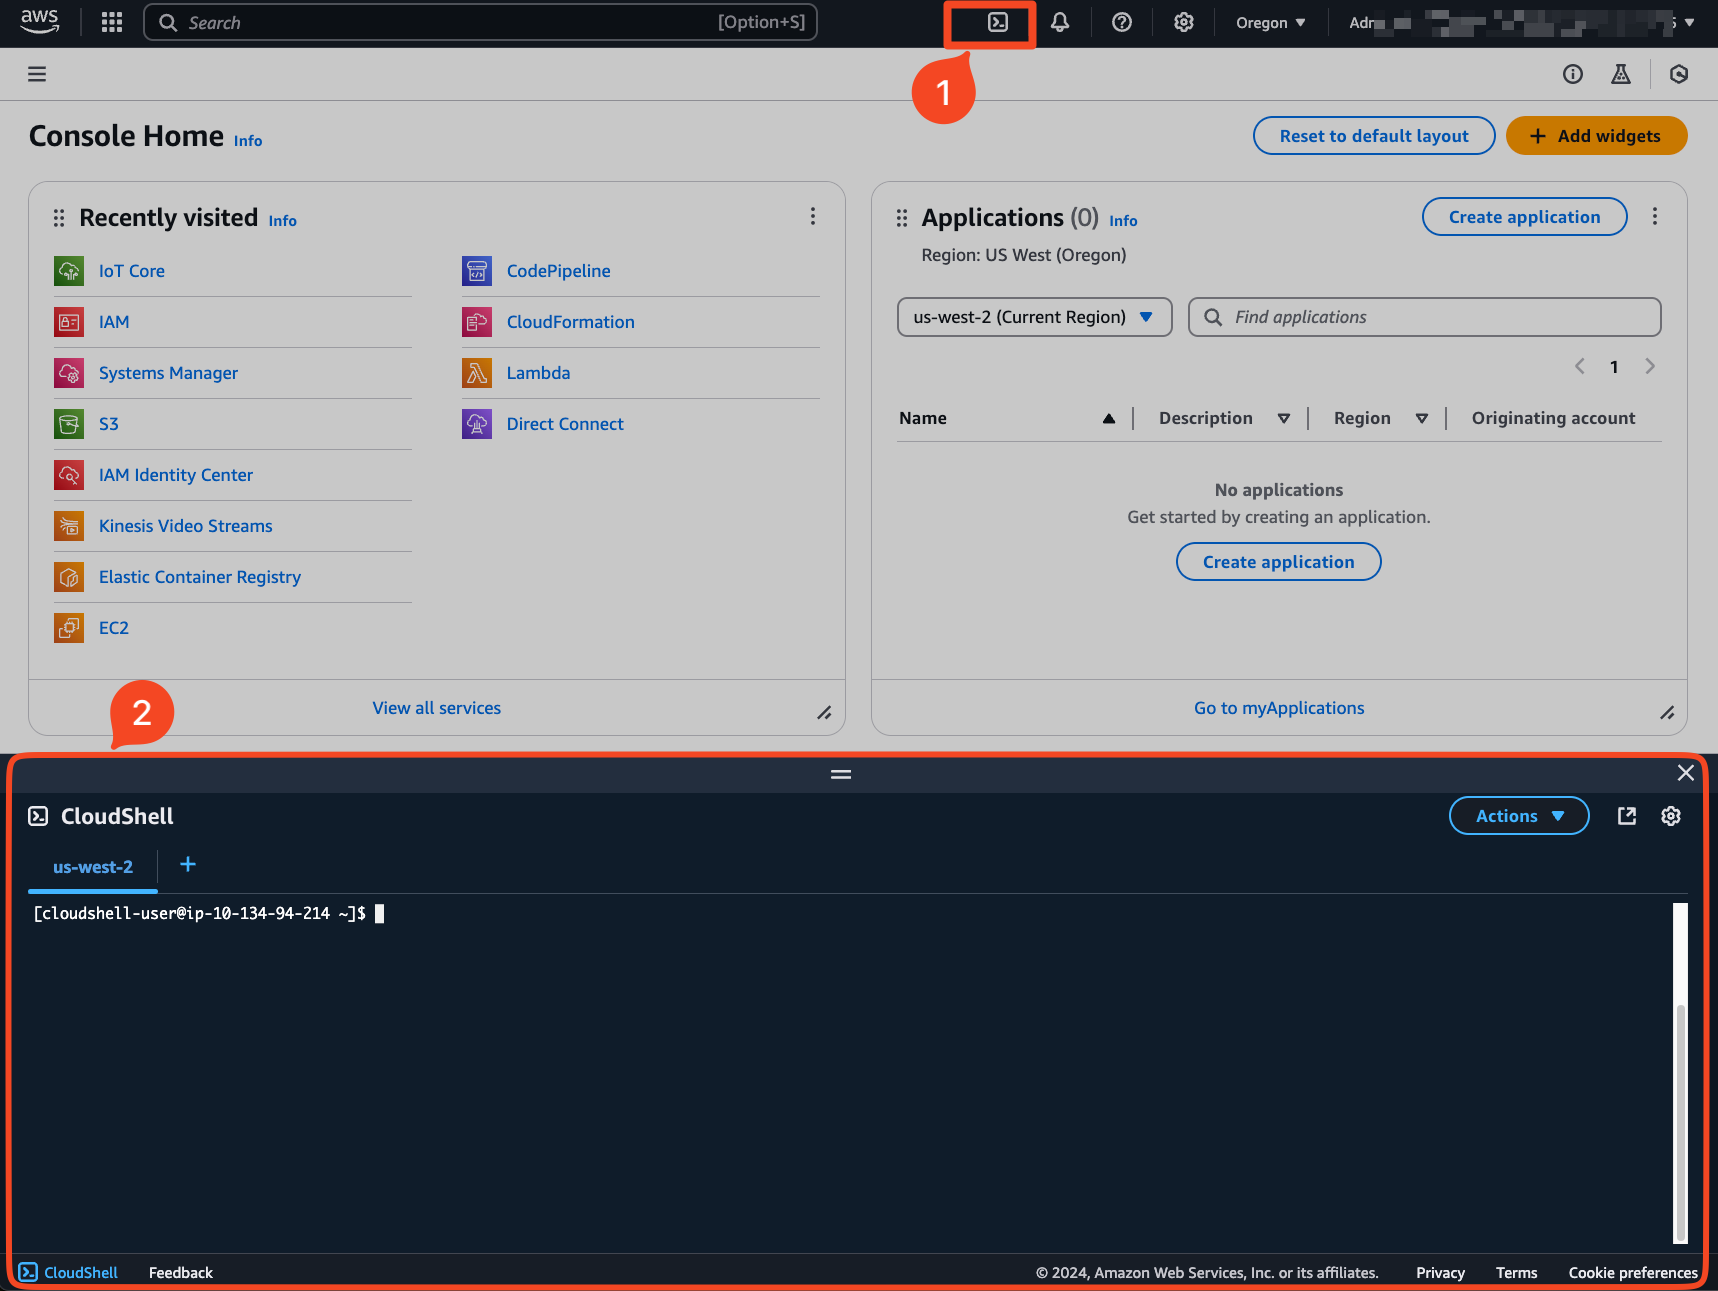 aws
Search [Option+S] Oregon
1
Console Home Info Reset to default layout + Add widgets
Recently visited Info
IoT Core
IAM
Systems Manager
S3
IAM Identity Center
Kinesis Video Streams
Elastic Container Registry
EC2
CodePipeline
CloudFormation
Lambda
Direct Connect
View all services
Applications (0) Info Create application
Region: US West (Oregon)
us-west-2 (Current Region) Find applications
1
Name Description Region Originating account
No applications
Get started by creating an application.
Create application
Go to myApplications
2
CloudShell Actions
us-west-2 +
[cloudshell-user@ip-10-134-94-214 ~]$
CloudShell Feedback © 2024, Amazon Web Services, Inc. or its affiliates. Privacy Terms Cookie preferences